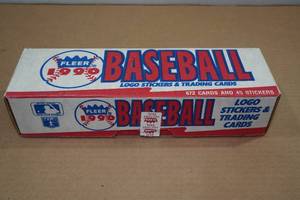 FLEER
1990
BASEBALL
LOGO STICKERS & TRADING CARDS
672 CARDS AND 45 STICKERS
FLEER
1990
BASEBALL
LOGO
STICKERS &
TRADING
CARDS